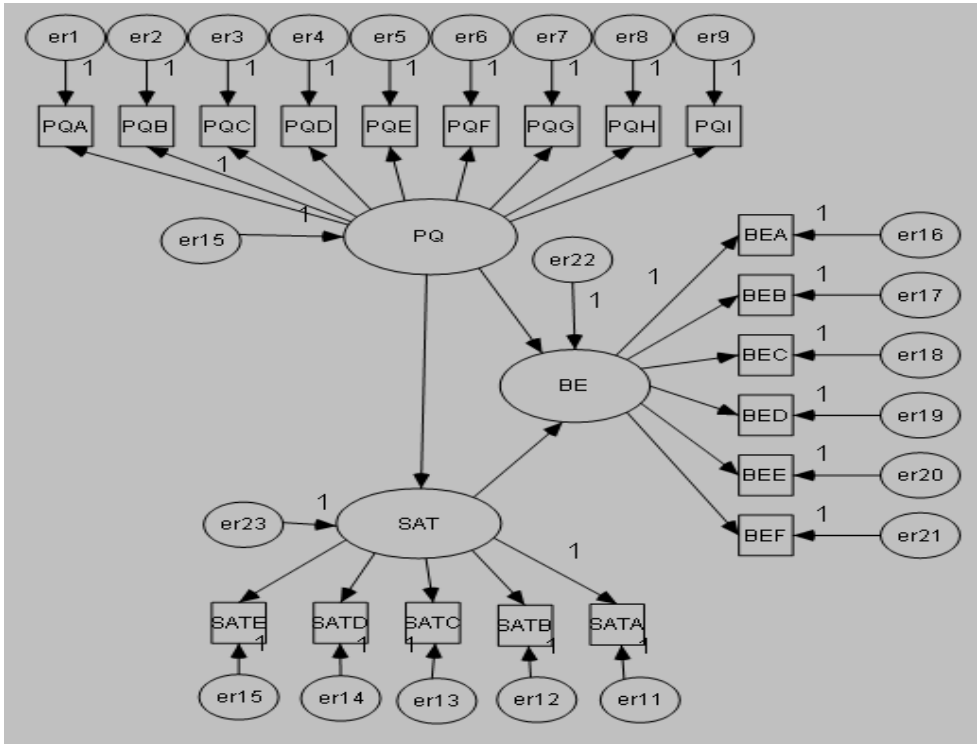 er1 er2 er3 er4 er5 er6 er7 er8 er9
1 1 1 1 1 1 1 1 1
PQA PQB PQC PQD PQE PQF PQG PQH PQI
1
1
er15 PQ
er22
1
BE
1
BEA 1 er16
BEB 1 er17
BEC 1 er18
BED 1 er19
BEE 1 er20
BEF 1 er21
er23 1 SAT
1
SATE SATD SATC SATB SATA
1 1 1 1 1
er15 er14 er13 er12 er11